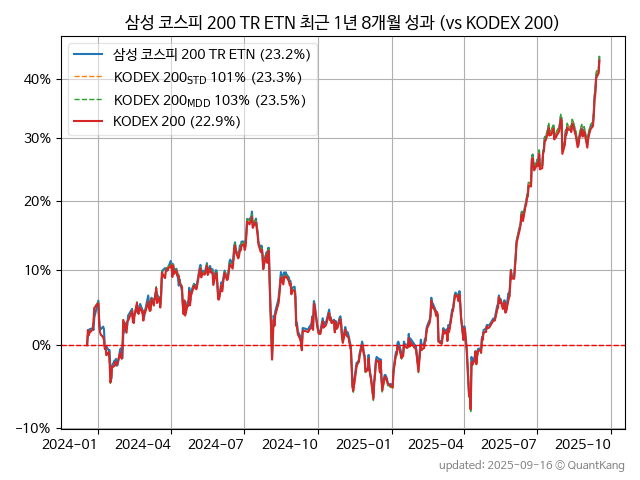 삼성 코스피 200 TR ETN 최근 1년 8개월 성과 (vs KODEX 200)
삼성 코스피 200 TR ETN (23.2%)
KODEX 200STD 101% (23.3%)
KODEX 200MDD 103% (23.5%)
KODEX 200 (22.9%)
40%
30%
20%
10%
0%
−10%
2024−01 2024−04 2024−07 2024−10 2025−01 2025−04 2025−07 2025−10
updated: 2025-09-16 © QuantKang